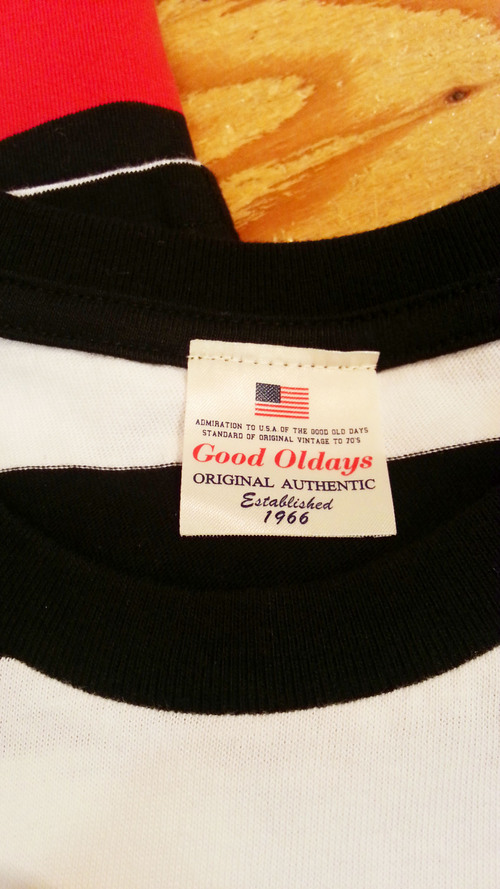 ADMIRATION TO U.S.A. OF THE GOOD OLD DAYS
STANDARD OF ORIGINAL VINTAGE TO 70'S
Good Oldays
ORIGINAL AUTHENTIC
Established
1966